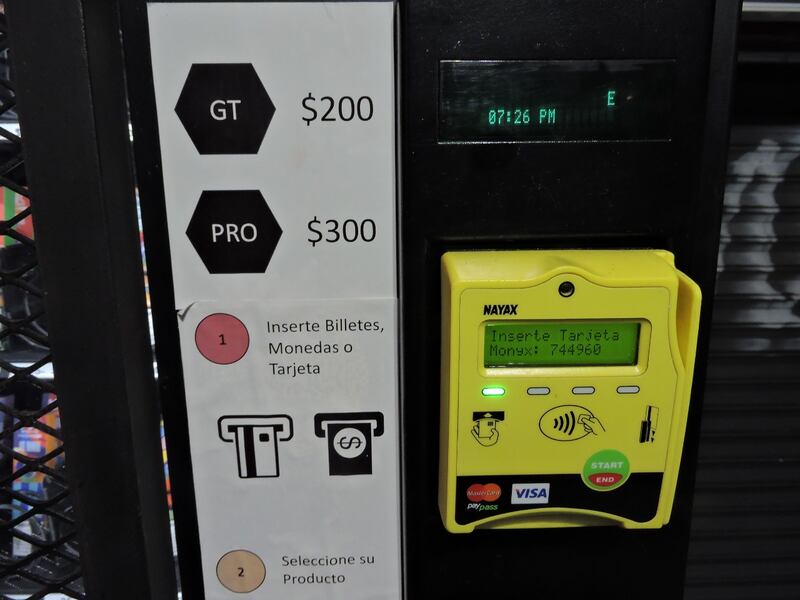 GT $200
PRO $300
1 Inserte Billetes,
Monedas o
Tarjeta
$
2 Seleccione su
Producto
E
07:26 PM
NAYAX
Inserte Tarjeta
Monyx: 744960
START
END
MasterCard
paypass
VISA